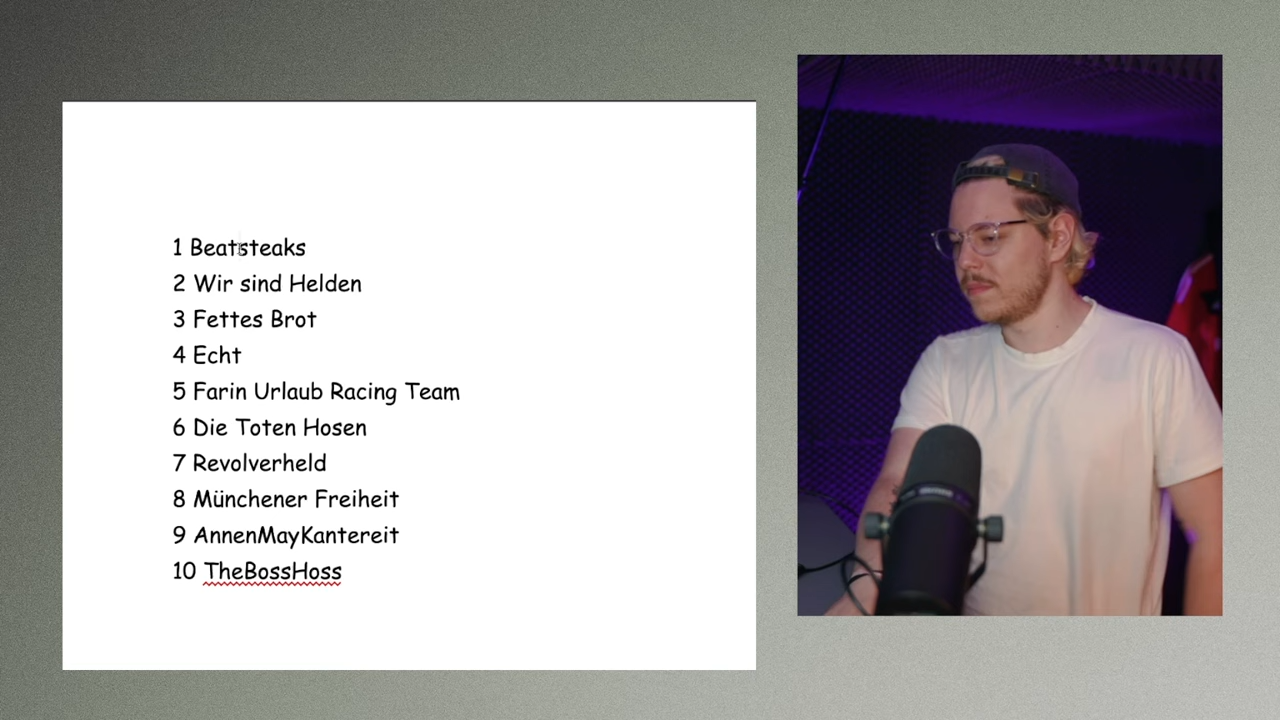 1 Beatsteaks
2 Wir sind Helden
3 Fettes Brot
4 Echt
5 Farin Urlaub Racing Team
6 Die Toten Hosen
7 Revolverheld
8 Münchener Freiheit
9 AnnenMayKantereit
10 TheBossHoss